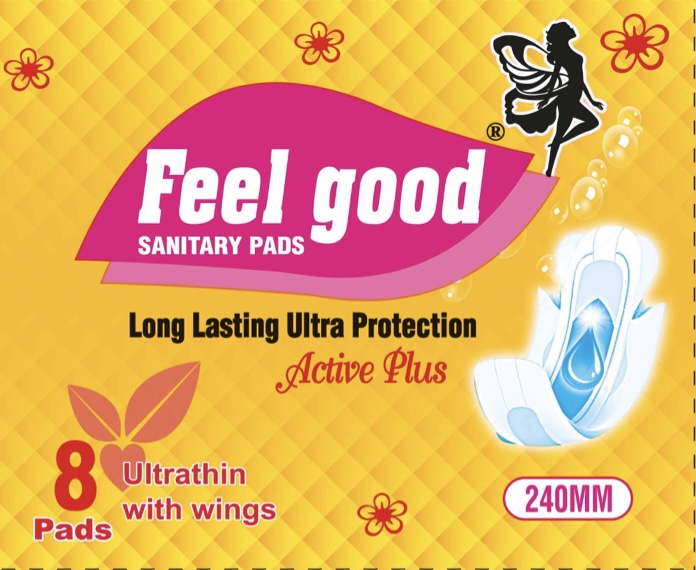 ®
Feel good
SANITARY PADS
Long Lasting Ultra Protection
Active Plus
8
Pads
Ultrathin
with wings
240MM